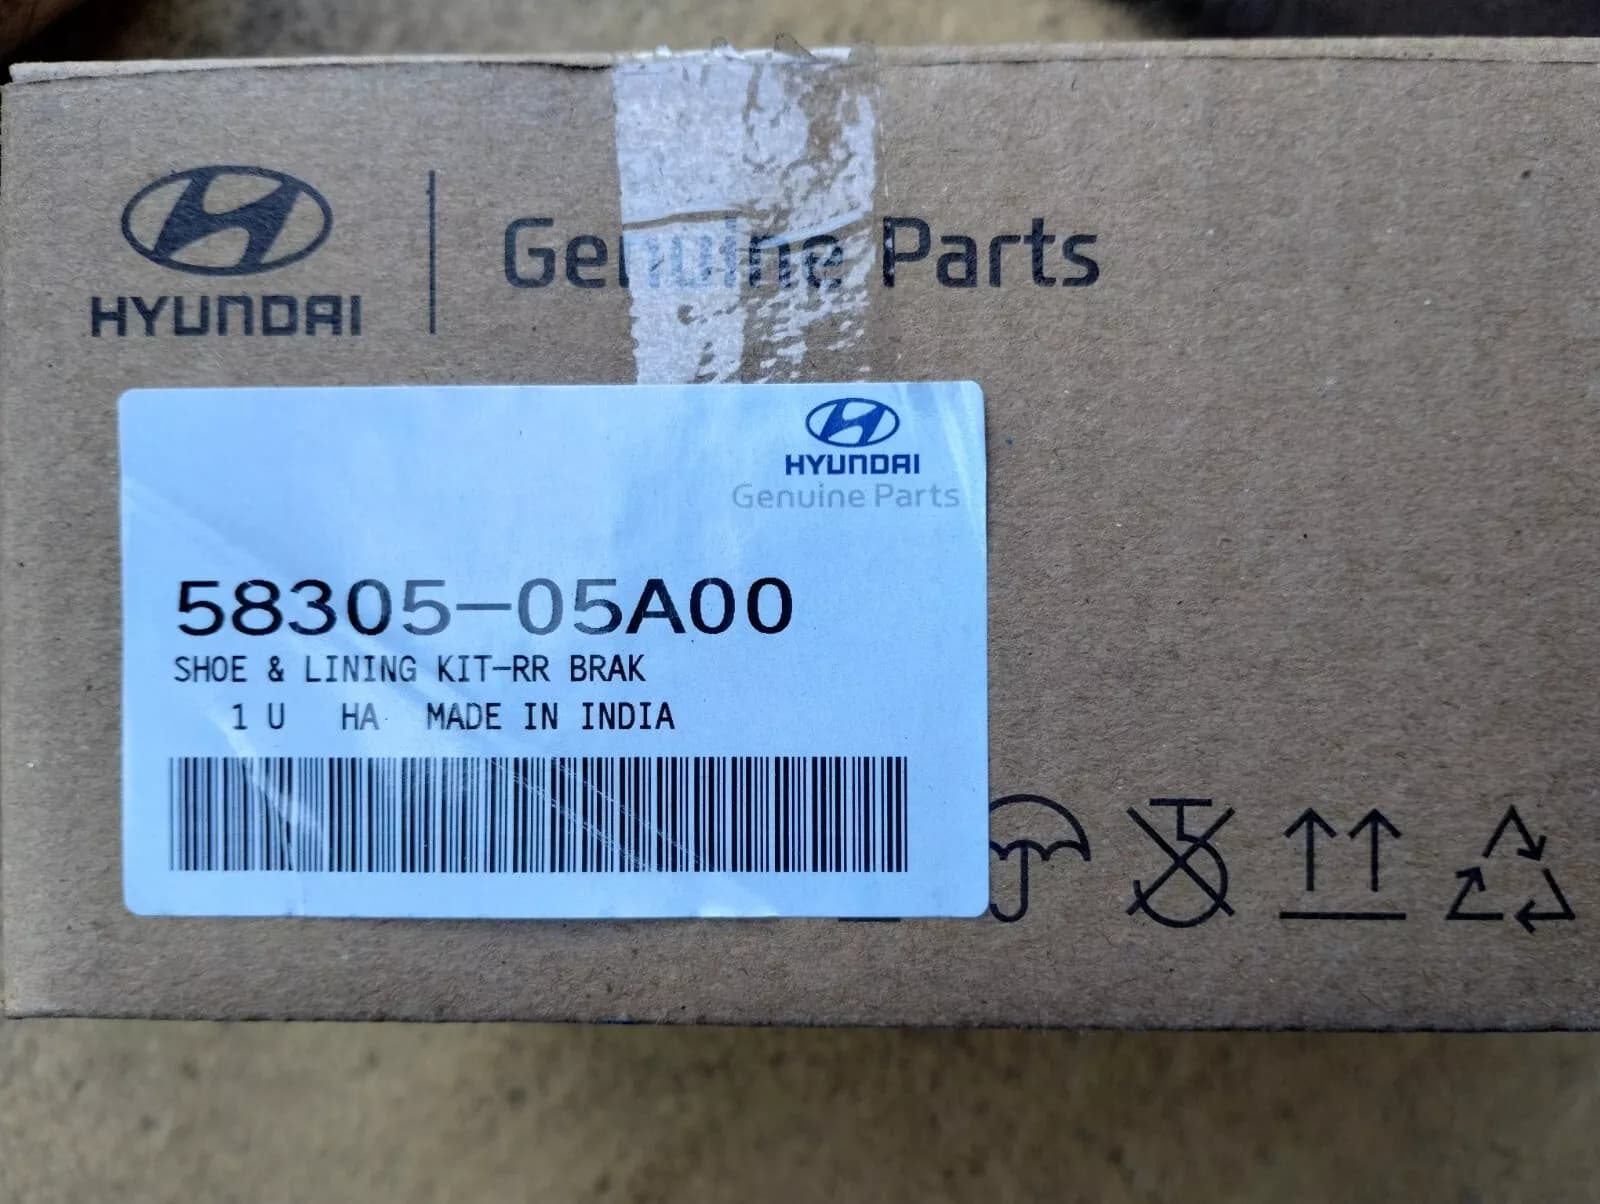 HYUNDAI
Genuine Parts
HYUNDAI
Genuine Parts
58305-05A00
SHOE & LINING KIT-RR BRAK
1 U HA MADE IN INDIA